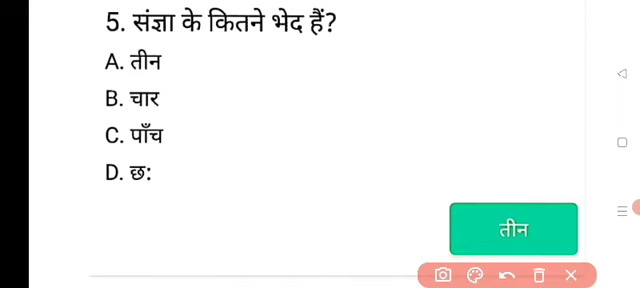 5. संज्ञा के कितने भेद हैं?
A. तीन
B. चार
C. पाँच
D. छः
तीन